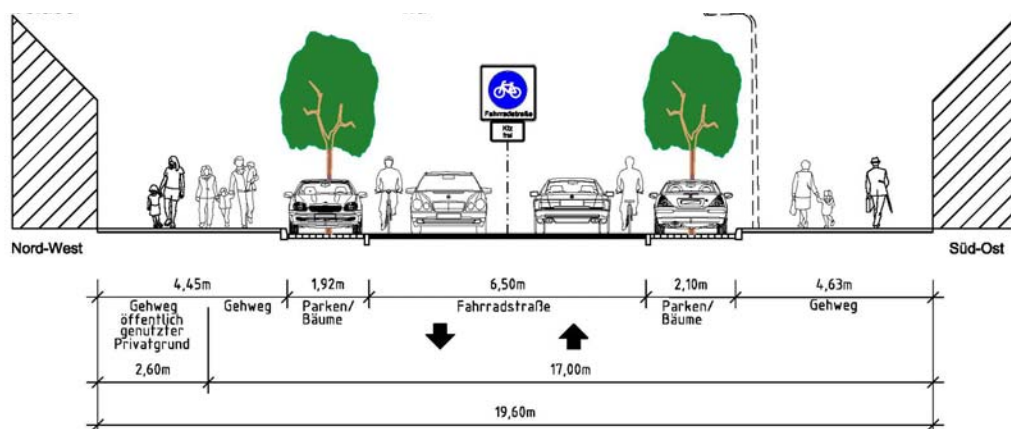 Fahrradstraße
Kfz
frei
Nord-West
Süd-Ost
4,45m
1,92m
6,50m
2,10m
4,63m
Gehweg
öffentlich
genutzter
Privatgrund
Gehweg
Parken/
Bäume
Fahrradstraße
Parken/
Bäume
Gehweg
2,60m
17,00m
19,60m